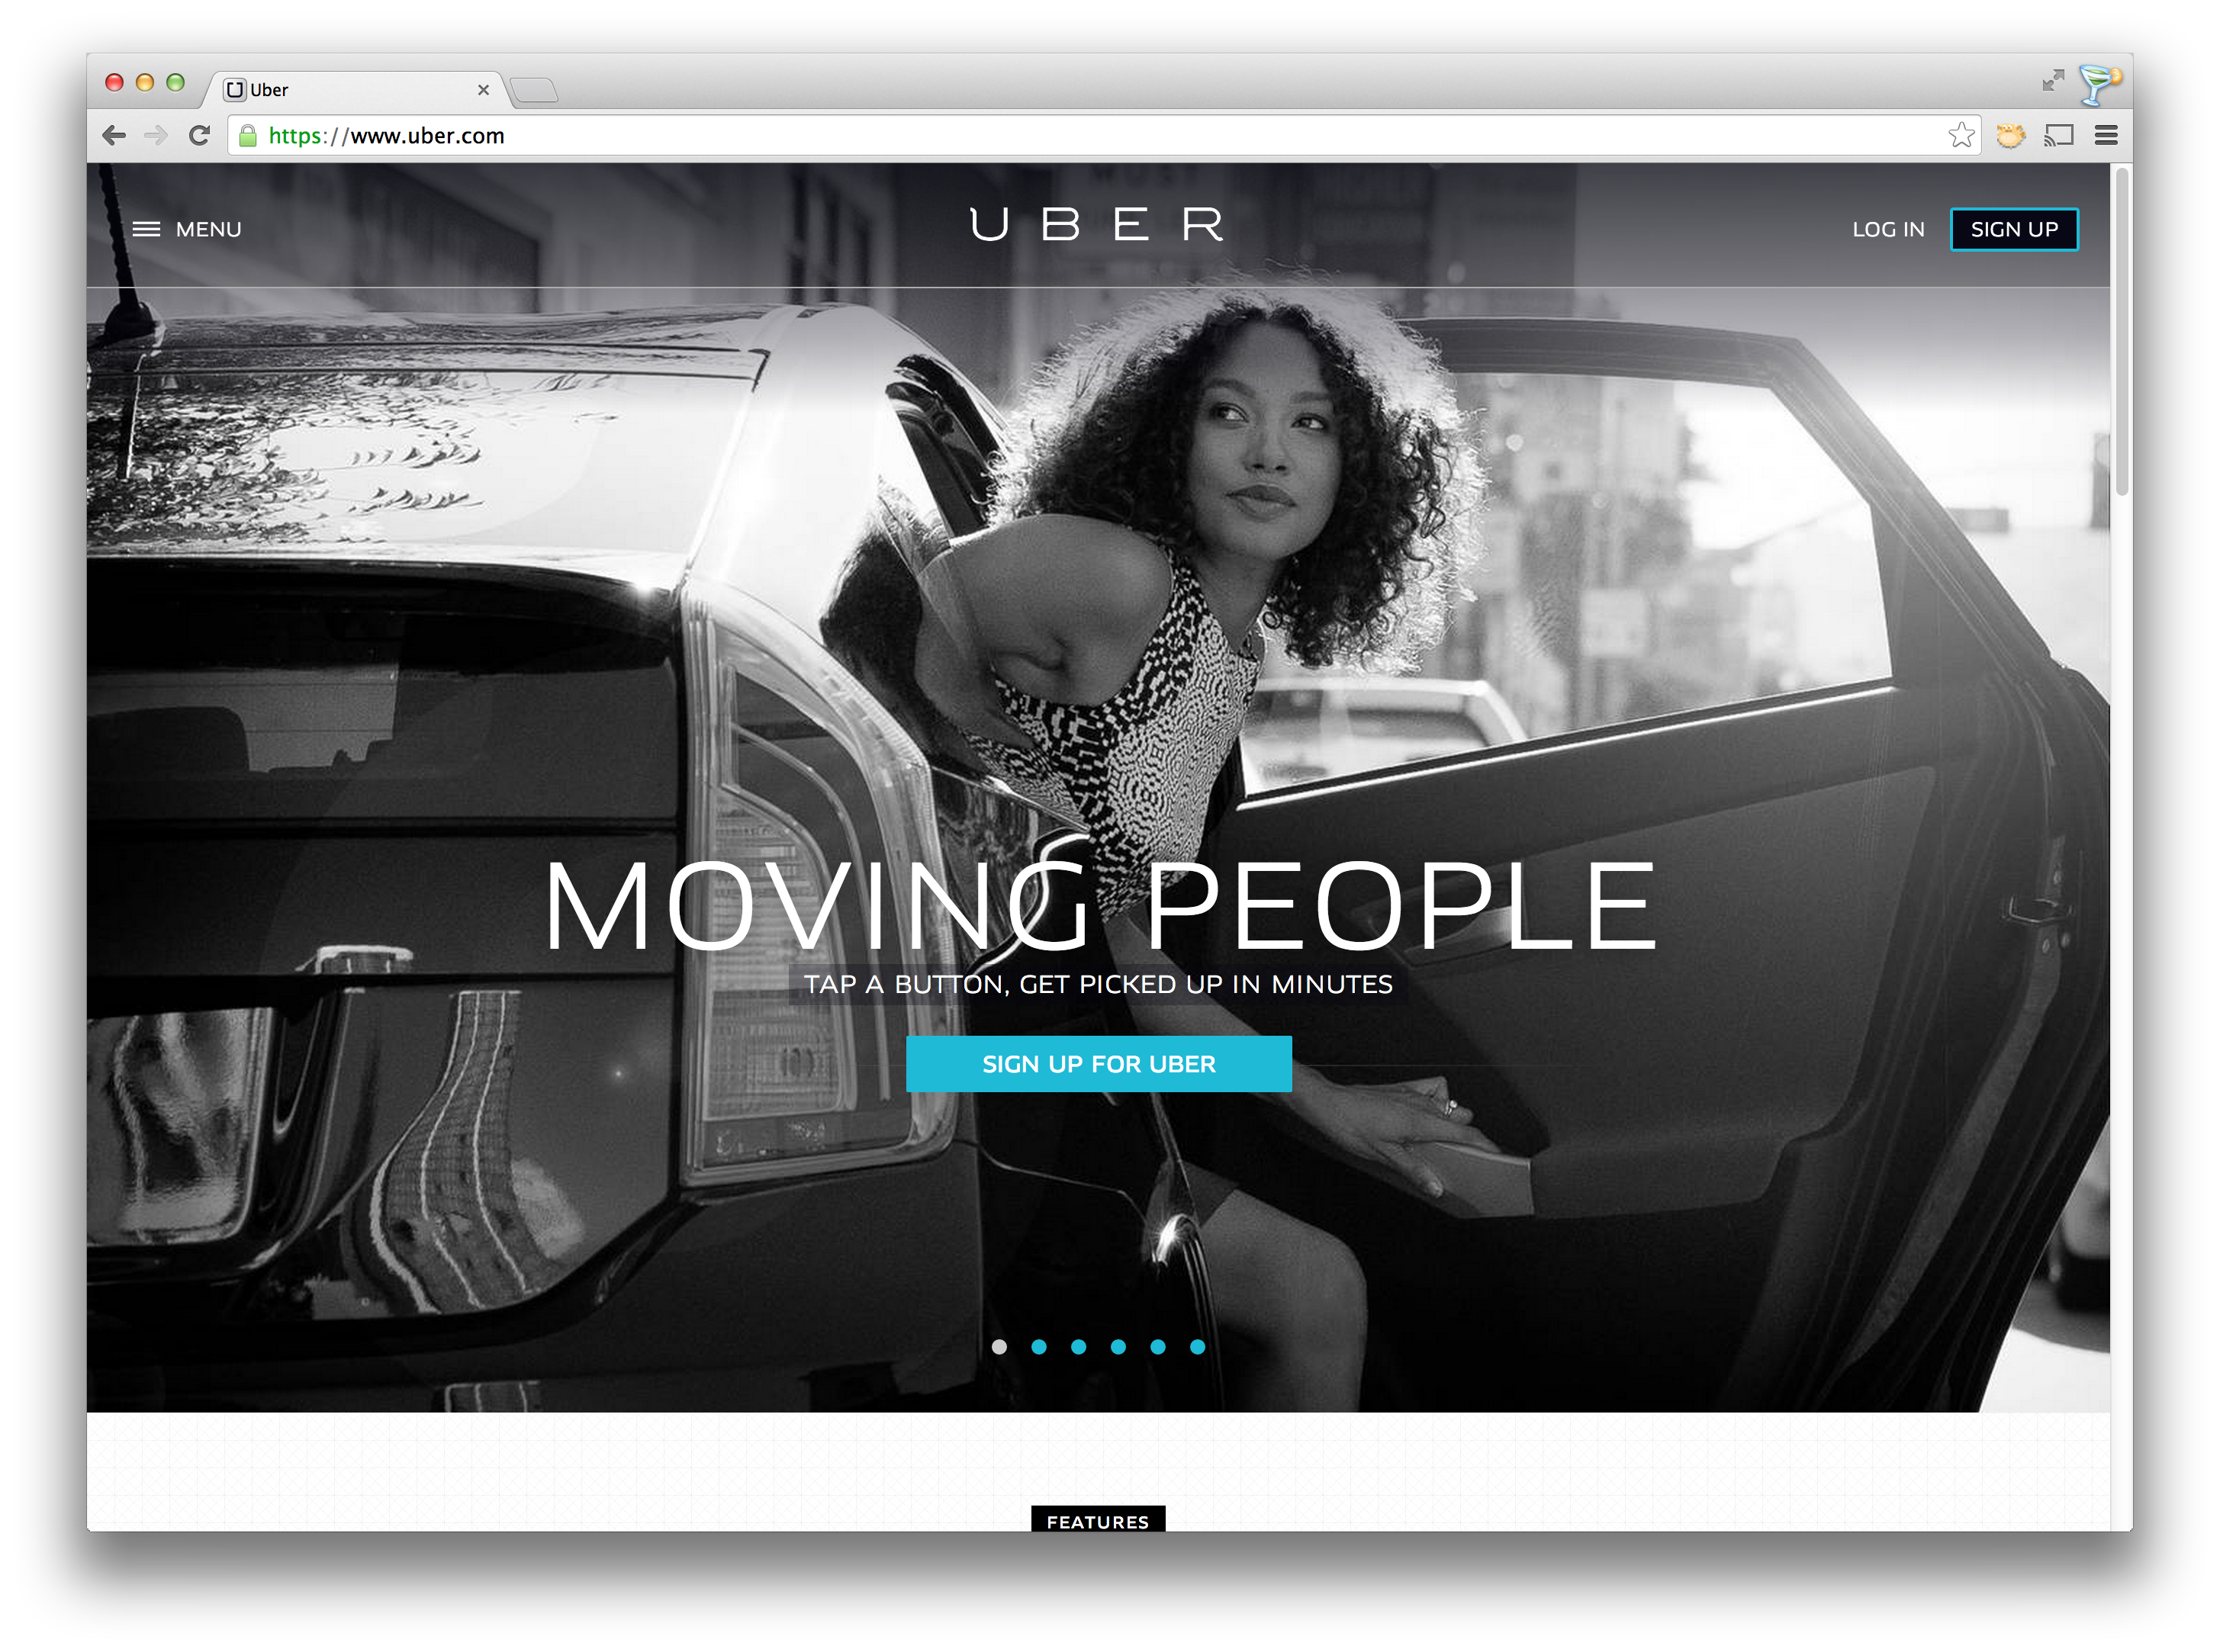 Uber
https://www.uber.com
MENU
UBER
LOG IN
SIGN UP
MOVING PEOPLE
TAP A BUTTON, GET PICKED UP IN MINUTES
SIGN UP FOR UBER
FEATURES